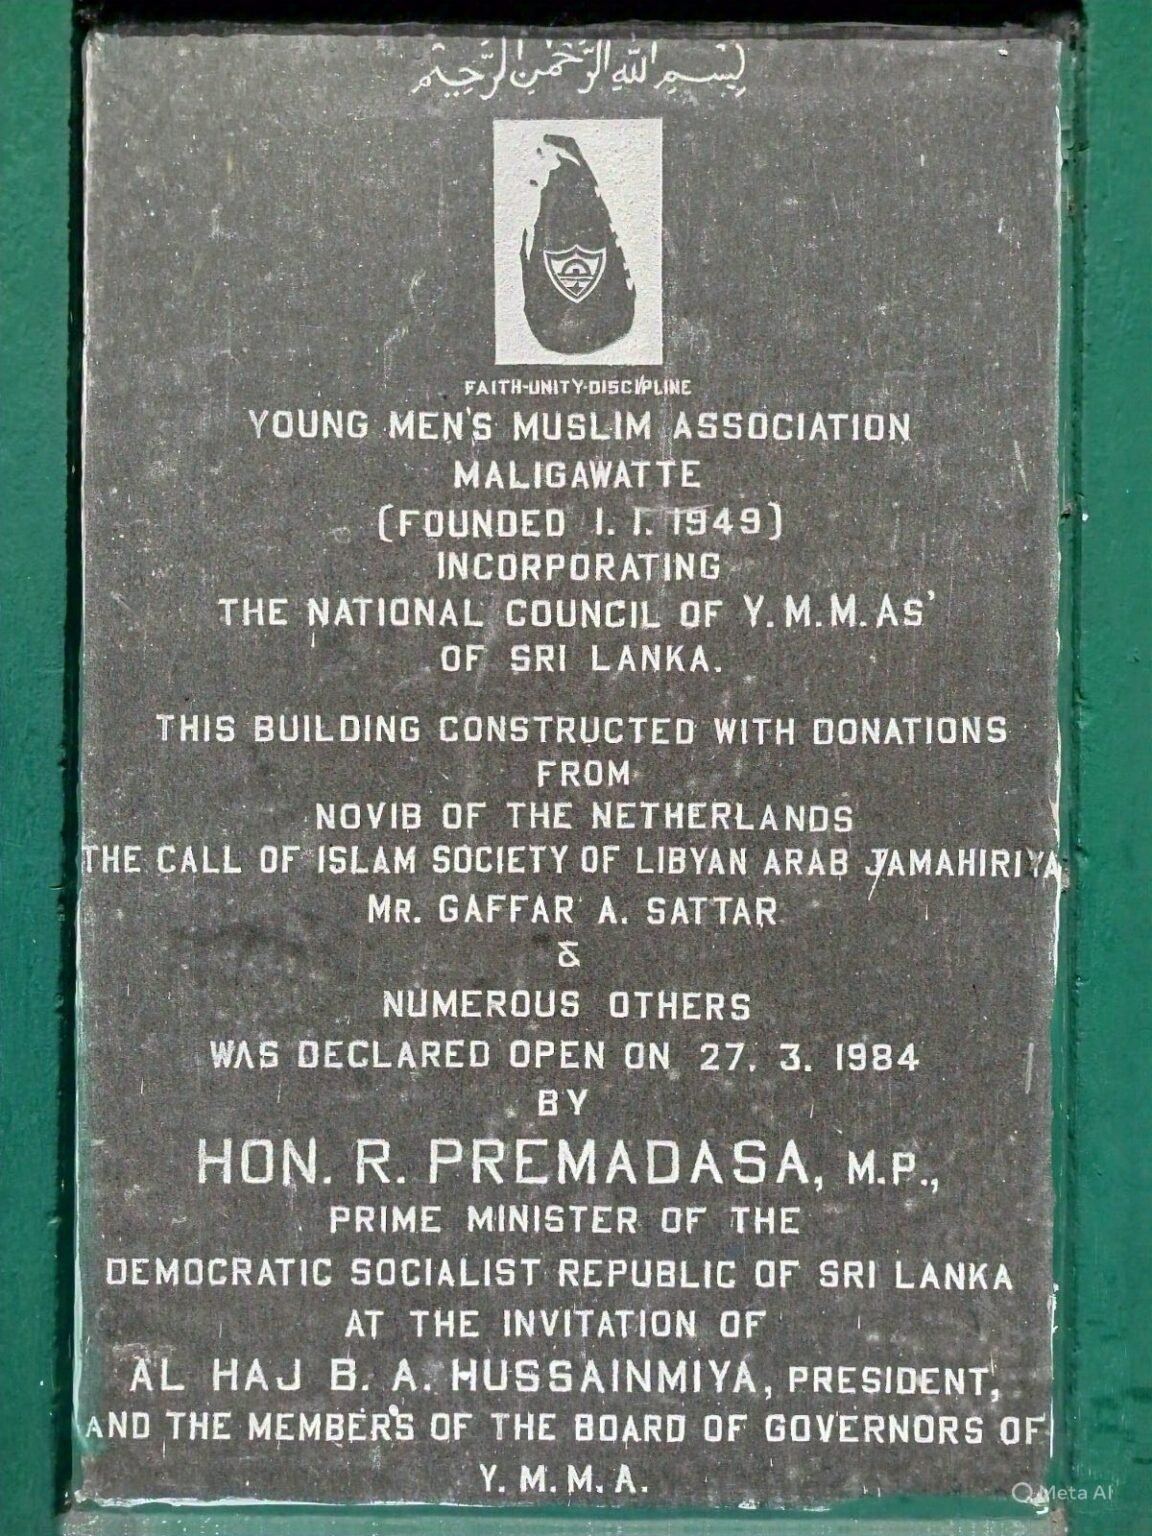 بِسْمِ اللهِ الرَّحْمٰنِ الرَّحِيْمِ
FAITH-UNITY-DISCIPLINE
YOUNG MEN'S MUSLIM ASSOCIATION
MALIGAWATTE
(FOUNDED 1. 1. 1949)
INCORPORATING
THE NATIONAL COUNCIL OF Y.M.M.As'
OF SRI LANKA.
THIS BUILDING CONSTRUCTED WITH DONATIONS
FROM
NOVIB OF THE NETHERLANDS
THE CALL OF ISLAM SOCIETY OF LIBYAN ARAB JAMAHIRIYA
MR. GAFFAR A. SATTAR
&
NUMEROUS OTHERS
WAS DECLARED OPEN ON 27. 3. 1984
BY
HON. R. PREMADASA, M.P.,
PRIME MINISTER OF THE
DEMOCRATIC SOCIALIST REPUBLIC OF SRI LANKA
AT THE INVITATION OF
AL HAJ B. A. HUSSAINMIYA, PRESIDENT,
AND THE MEMBERS OF THE BOARD OF GOVERNORS OF
Y. M. M. A.
Meta AI